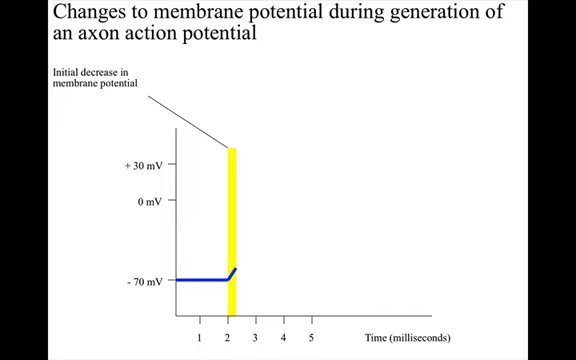 Changes to membrane potential during generation of
an axon action potential
Initial decrease in
membrane potential
+ 30 mV
0 mV
- 70 mV
1 2 3 4 5 Time (milliseconds)